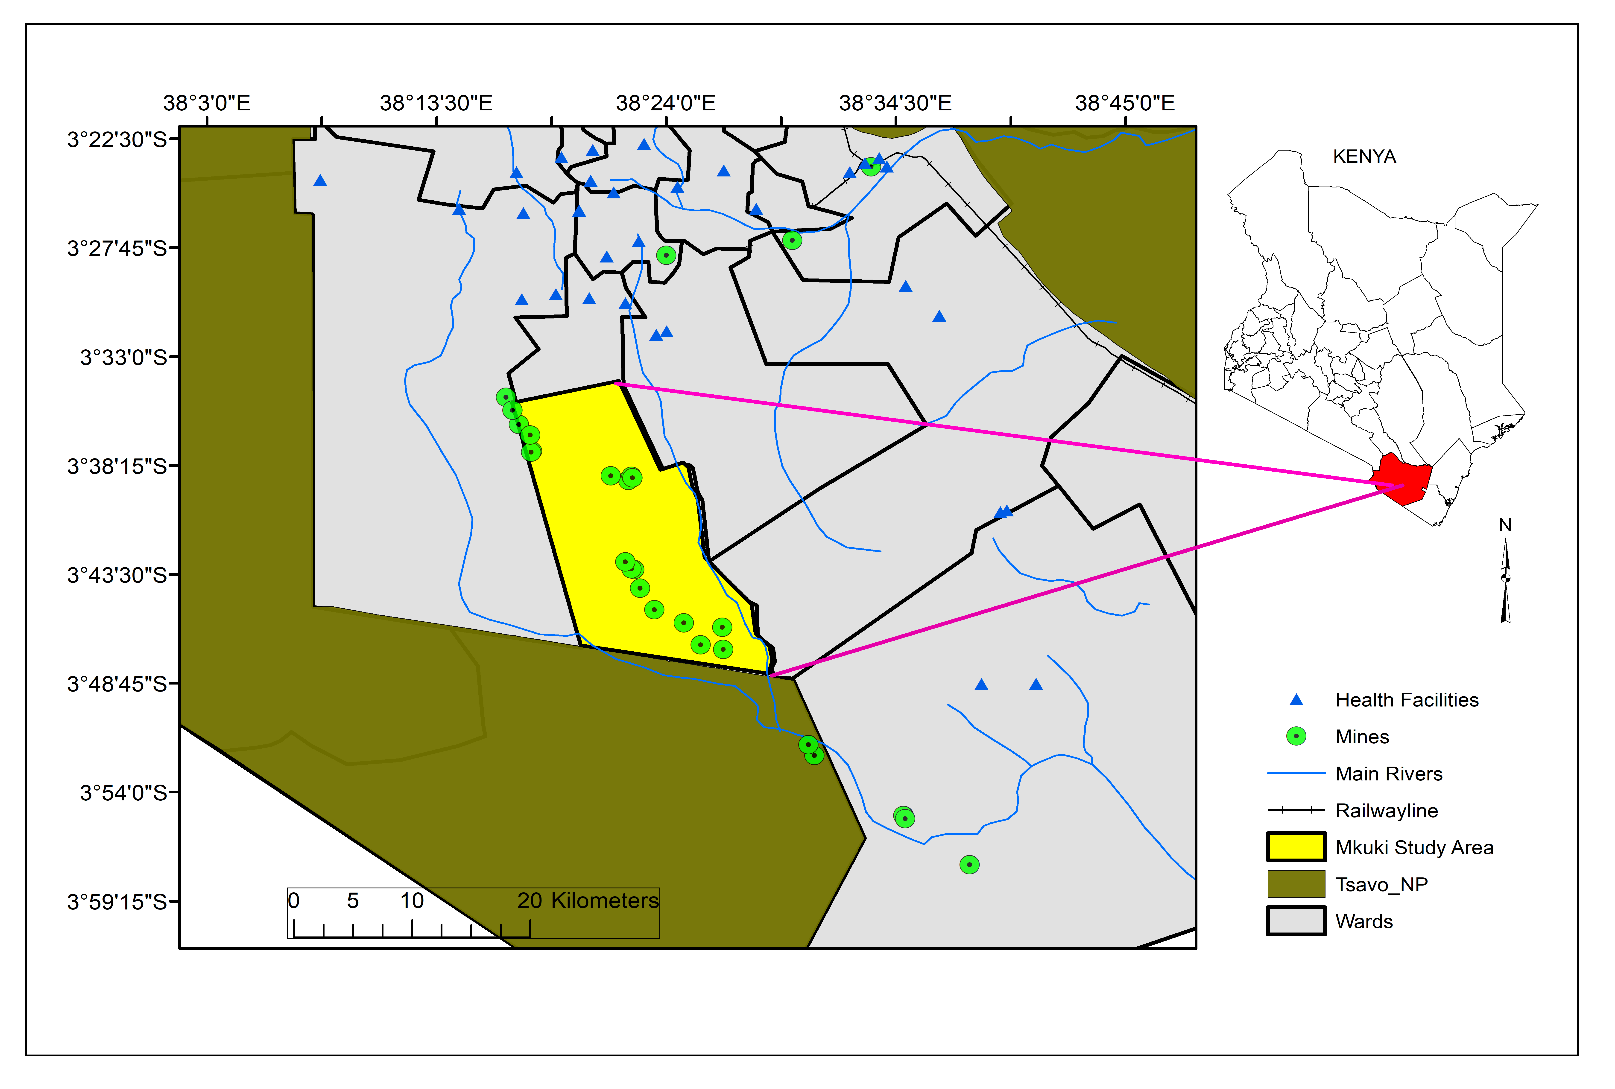 38°3'0"E 38°13'30"E 38°24'0"E 38°34'30"E 38°45'0"E
3°22'30"S
3°27'45"S
3°33'0"S
3°38'15"S
3°43'30"S
3°48'45"S
3°54'0"S
3°59'15"S
0 5 10 20 Kilometers
KENYA
N
Health Facilities
Mines
Main Rivers
Railwayline
Mkuki Study Area
Tsavo_NP
Wards